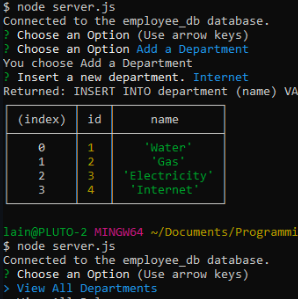 $ node server.js
Connected to the employee_db database.
? Choose an Option (Use arrow keys)
? Choose an Option Add a Department
You choose Add a Department
? Insert a new department. Internet
Returned: INSERT INTO department (name) VA
(index) id name
0 1 'Water'
1 2 'Gas'
2 3 'Electricity'
3 4 'Internet'
lain@PLUTO-2 MINGW64 ~/Documents/Programmi
$ node server.js
Connected to the employee_db database.
? Choose an Option (Use arrow keys)
> View All Departments